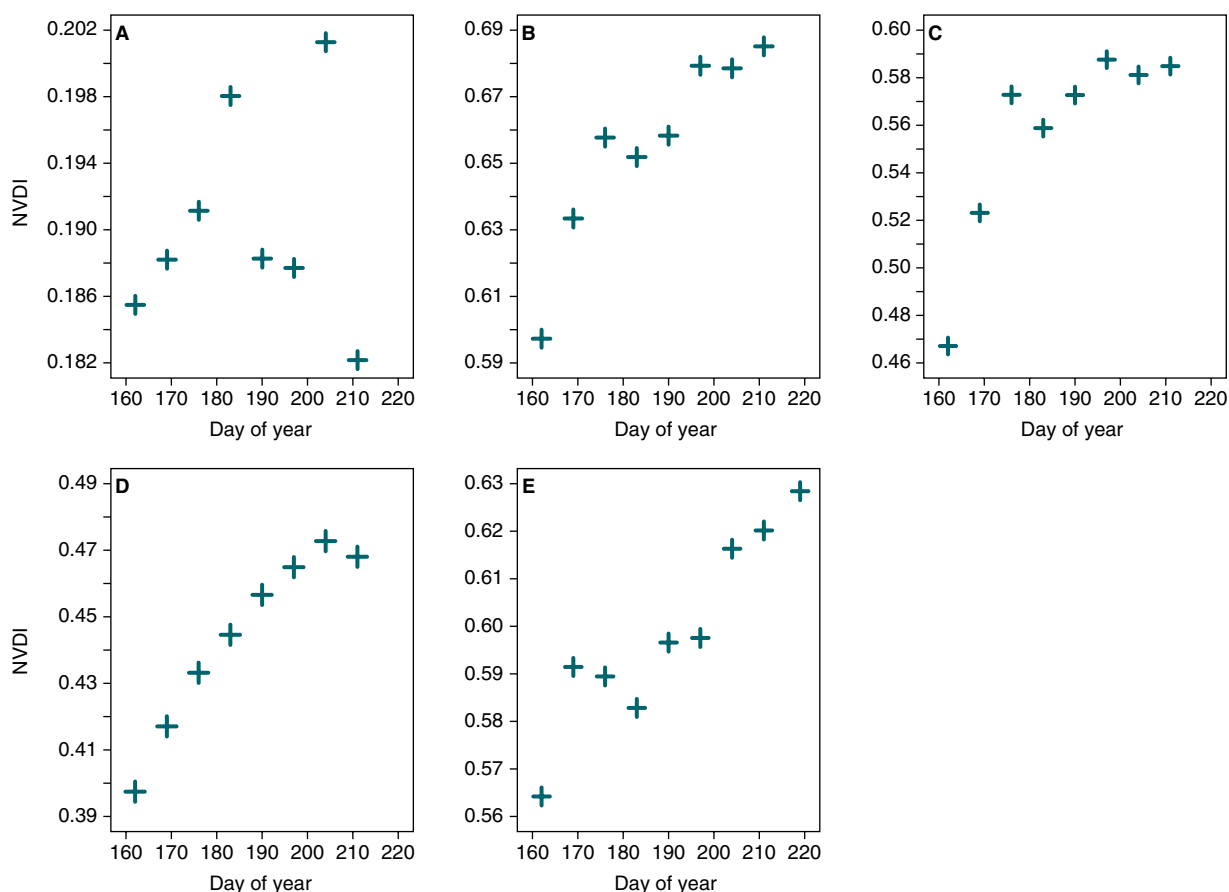 A
B
C
NVDI
0.202
0.198
0.194
0.190
0.186
0.182
0.69
0.67
0.65
0.63
0.61
0.59
0.60
0.58
0.56
0.54
0.52
0.50
0.48
0.46
160 170 180 190 200 210 220
160 170 180 190 200 210 220
160 170 180 190 200 210 220
Day of year
Day of year
Day of year
D
E
NVDI
0.49
0.47
0.45
0.43
0.41
0.39
0.63
0.62
0.61
0.60
0.59
0.58
0.57
0.56
160 170 180 190 200 210 220
160 170 180 190 200 210 220
Day of year
Day of year